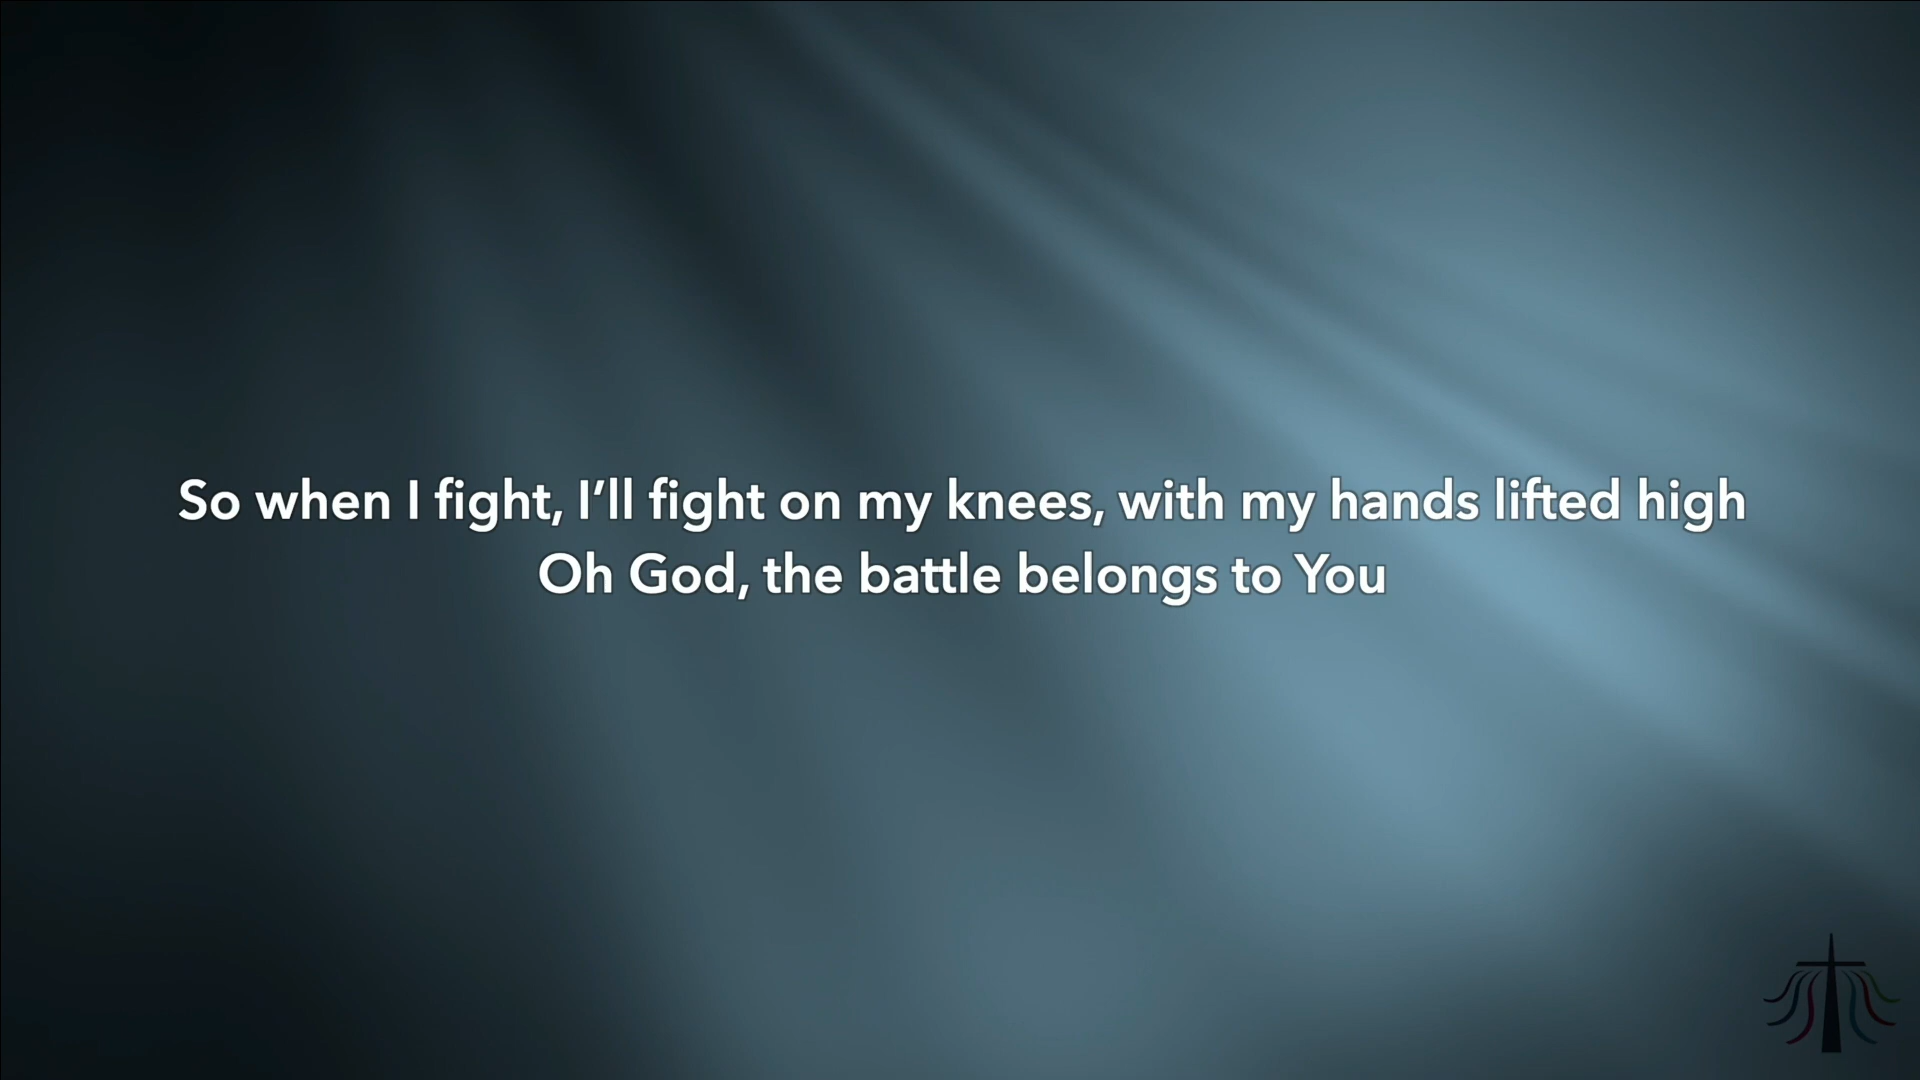 So when I fight, I’ll fight on my knees, with my hands lifted high
Oh God, the battle belongs to You